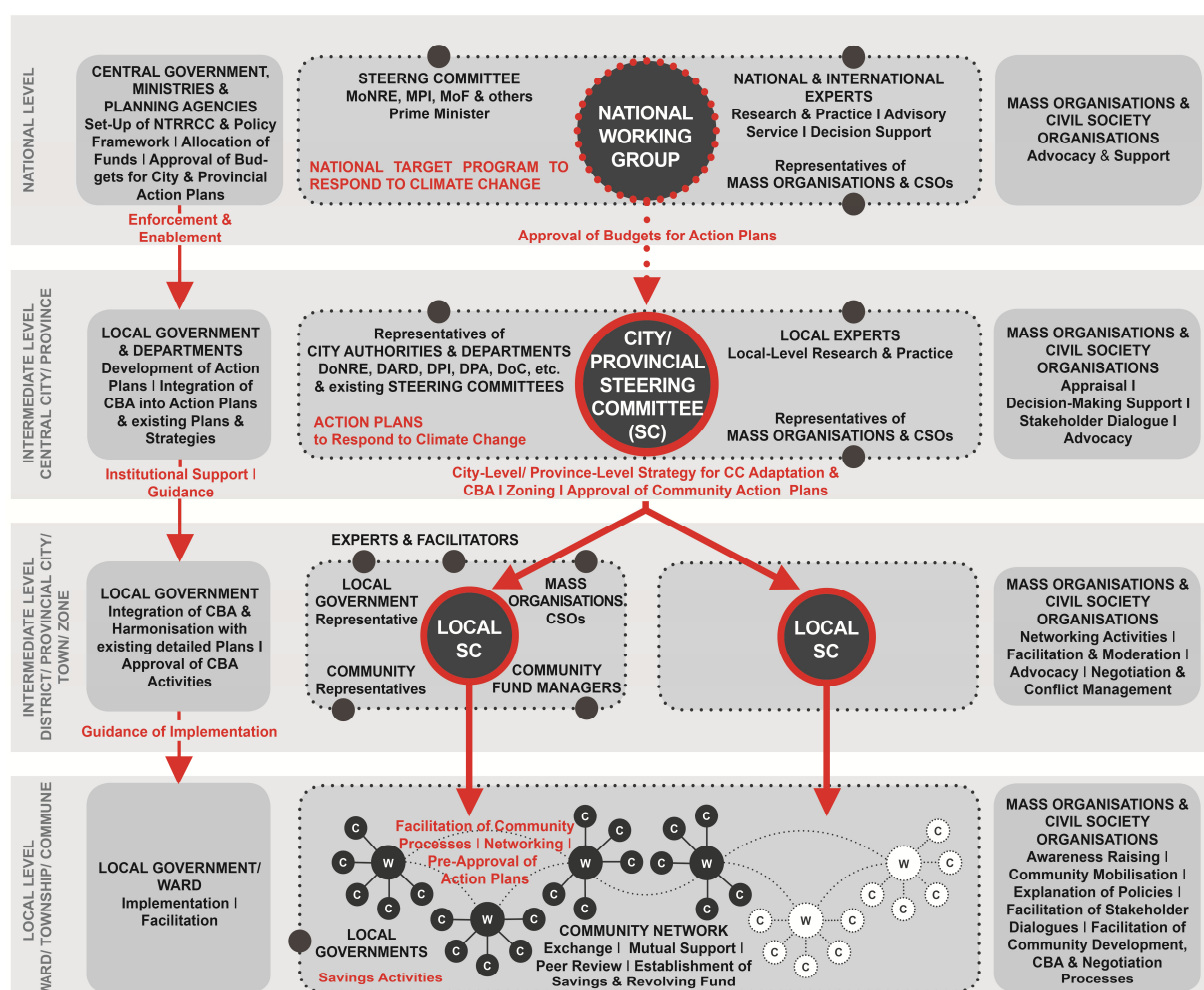 NATIONAL LEVEL
CENTRAL GOVERNMENT,
MINISTRIES &
PLANNING AGENCIES
Set-Up of NTRRCC & Policy
Framework I Allocation of
Funds I Approval of Bud-
gets for City & Provincial
Action Plans
Enforcement &
Enablement
STEERNG COMMITTEE
MoNRE, MPI, MoF & others
Prime Minister
NATIONAL TARGET PROGRAM TO
RESPOND TO CLIMATE CHANGE
NATIONAL
WORKING
GROUP
NATIONAL & INTERNATIONAL
EXPERTS
Research & Practice I Advisory
Service I Decision Support
Representatives of
MASS ORGANISATIONS & CSOs
Approval of Budgets for Action Plans
MASS ORGANISATIONS &
CIVIL SOCIETY
ORGANISATIONS
Advocacy & Support
INTERMEDIATE LEVEL
CENTRAL CITY/ PROVINCE
LOCAL GOVERNMENT
& DEPARTMENTS
Development of Action
Plans I Integration of
CBA into Action Plans
& existing Plans &
Strategies
Institutional Support I
Guidance
Representatives of
CITY AUTHORITIES & DEPARTMENTS
DoNRE, DARD, DPI, DPA, DoC, etc.
& existing STEERING COMMITTEES
ACTION PLANS
to Respond to Climate Change
CITY/
PROVINCIAL
STEERING
COMMITTEE
(SC)
LOCAL EXPERTS
Local-Level Research & Practice
Representatives of
MASS ORGANISATIONS & CSOs
City-Level/ Province-Level Strategy for CC Adaptation &
CBA I Zoning I Approval of Community Action Plans
MASS ORGANISATIONS &
CIVIL SOCIETY
ORGANISATIONS
Appraisal I
Decision-Making Support I
Stakeholder Dialogue I
Advocacy
INTERMEDIATE LEVEL
DISTRICT/ PROVINCIAL CITY/
TOWN/ ZONE
LOCAL GOVERNMENT
Integration of CBA &
Harmonisation with
existing detailed Plans I
Approval of CBA
Activities
Guidance of Implementation
EXPERTS & FACILITATORS
LOCAL
GOVERNMENT
Representative
MASS
ORGANISATIONS,
CSOs
LOCAL
SC
COMMUNITY
Representatives
COMMUNITY
FUND MANAGERS
LOCAL
SC
MASS ORGANISATIONS &
CIVIL SOCIETY
ORGANISATIONS
Networking Activities I
Facilitation & Moderation I
Advocacy I Negotiation &
Conflict Management
LOCAL LEVEL
WARD/ TOWNSHIP/ COMMUNE
LOCAL GOVERNMENT/
WARD
Implementation I
Facilitation
Facilitation of Community
Processes I Networking I
Pre-Approval of
Action Plans
C
C
C
C
C
C
W
C
C
C
C
C
C
W
C
C
C
C
C
W
C
C
C
C
C
W
C
C
C
C
C
W
C
C
C
C
C
W
LOCAL
GOVERNMENTS
Savings Activities
COMMUNITY NETWORK
Exchange I Mutual Support I
Peer Review I Establishment of
Savings & Revolving Fund
MASS ORGANISATIONS &
CIVIL SOCIETY
ORGANISATIONS
Awareness Raising I
Community Mobilisation I
Explanation of Policies I
Facilitation of Stakeholder
Dialogues I Facilitation of
Community Development,
CBA & Negotiation
Processes